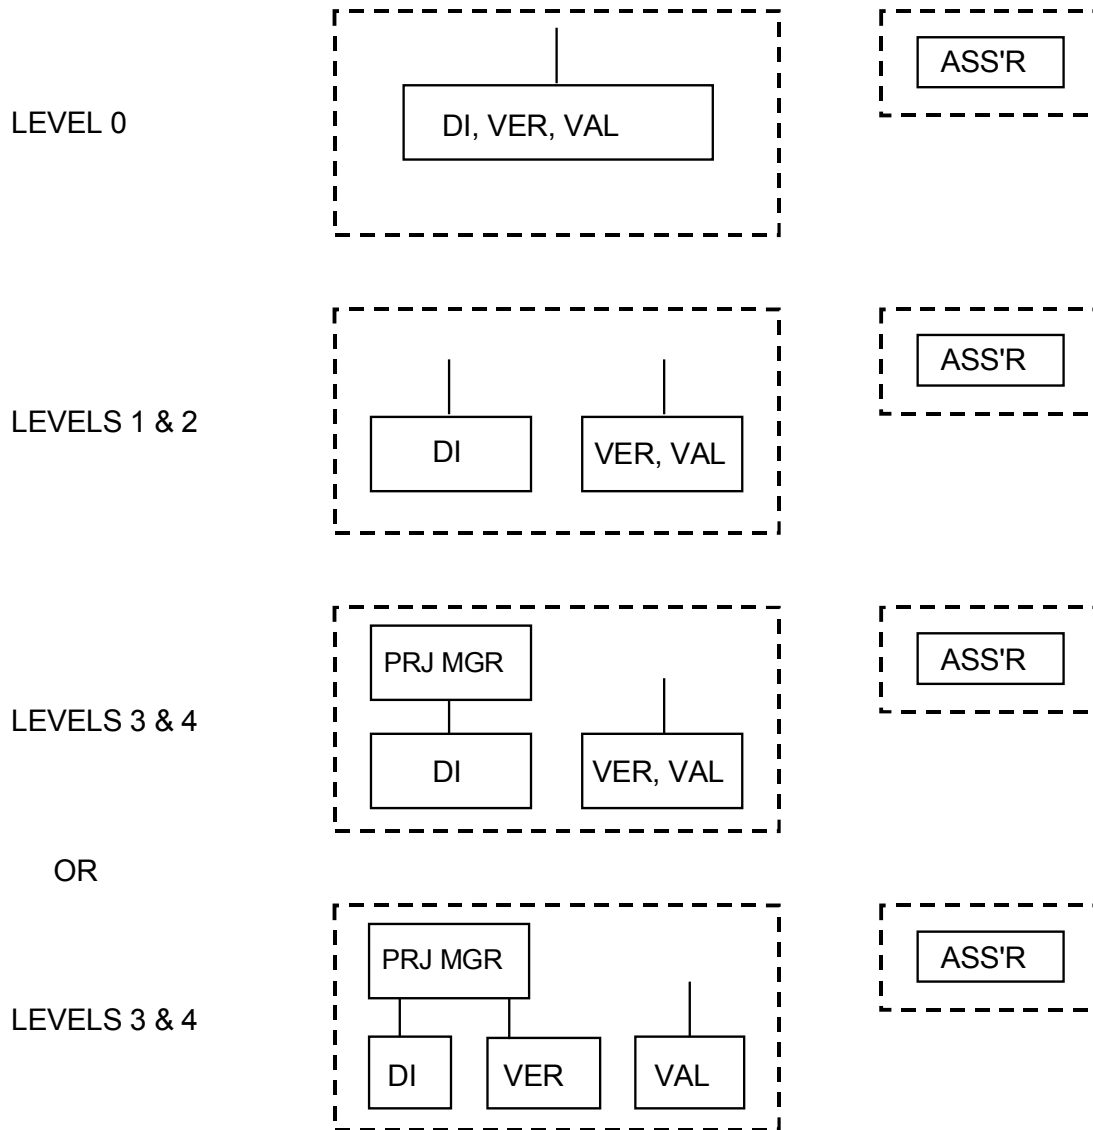 ASS'R
LEVEL 0
DI, VER, VAL
ASS'R
LEVELS 1 & 2
DI
VER, VAL
PRJ MGR
ASS'R
LEVELS 3 & 4
DI
VER, VAL
OR
PRJ MGR
ASS'R
LEVELS 3 & 4
DI
VER
VAL